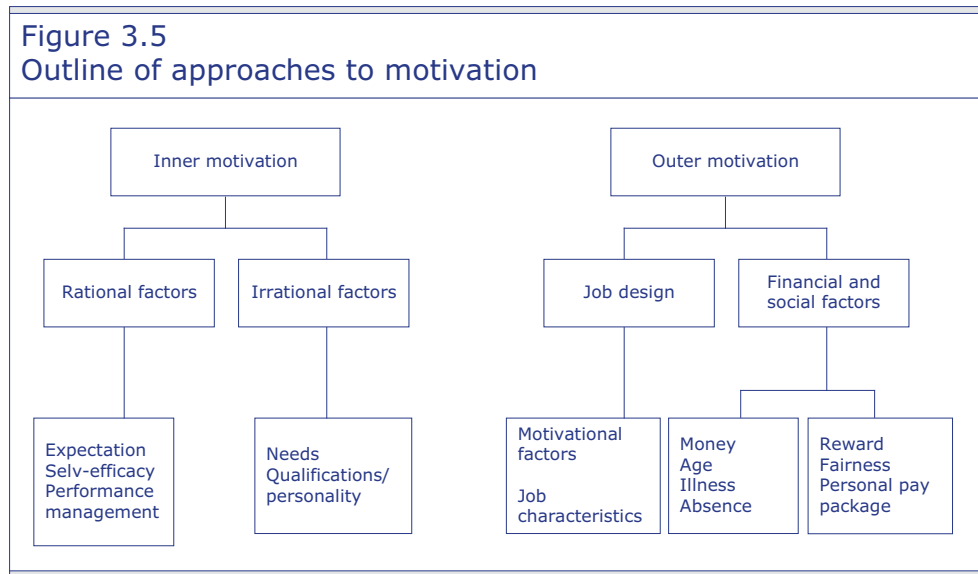 Figure 3.5
Outline of approaches to motivation
Inner motivation
Outer motivation
Rational factors
Irrational factors
Job design
Financial and
social factors
Expectation
Selv-efficacy
Performance
management
Needs
Qualifications/
personality
Motivational
factors
Job
characteristics
Money
Age
Illness
Absence
Reward
Fairness
Personal pay
package